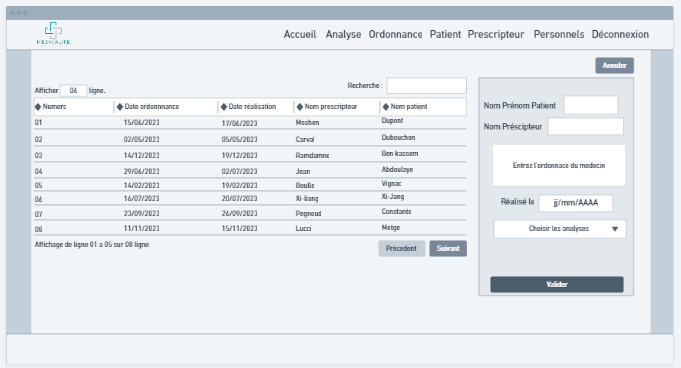 MEDICALIFE
Accueil Analyse Ordonnance Patient Prescripteur Personnels Déconnexion
Annuler
Afficher 06 ligne.
Recherche :
Numero Date ordonnnance Date réalisation Nom prescripteur Nom patient
01 15/06/2023 17/06/2023 Moshen Dupont
02 02/05/2023 05/05/2023 Carval Dubouchon
03 14/12/2023 19/12/2023 Ramdamne Ben kassem
04 29/06/2023 02/07/2023 Jean Abdoulaye
05 14/02/2023 19/02/2023 Boulle Vignac
06 16/07/2023 20/07/2023 Xi-liang Xi-Jang
07 23/09/2023 26/09/2023 Pegnoud Constante
08 11/11/2023 15/11/2023 Lucci Metge
Affichage de ligne 01 a 05 sur 08 ligne
Précedent Suivant
Nom Prénom Patient
Nom Préscipteur
Entrez l'ordonnace du medecin
Réalisé le jj/mm/AAAA
Choisir les analyses
Valider